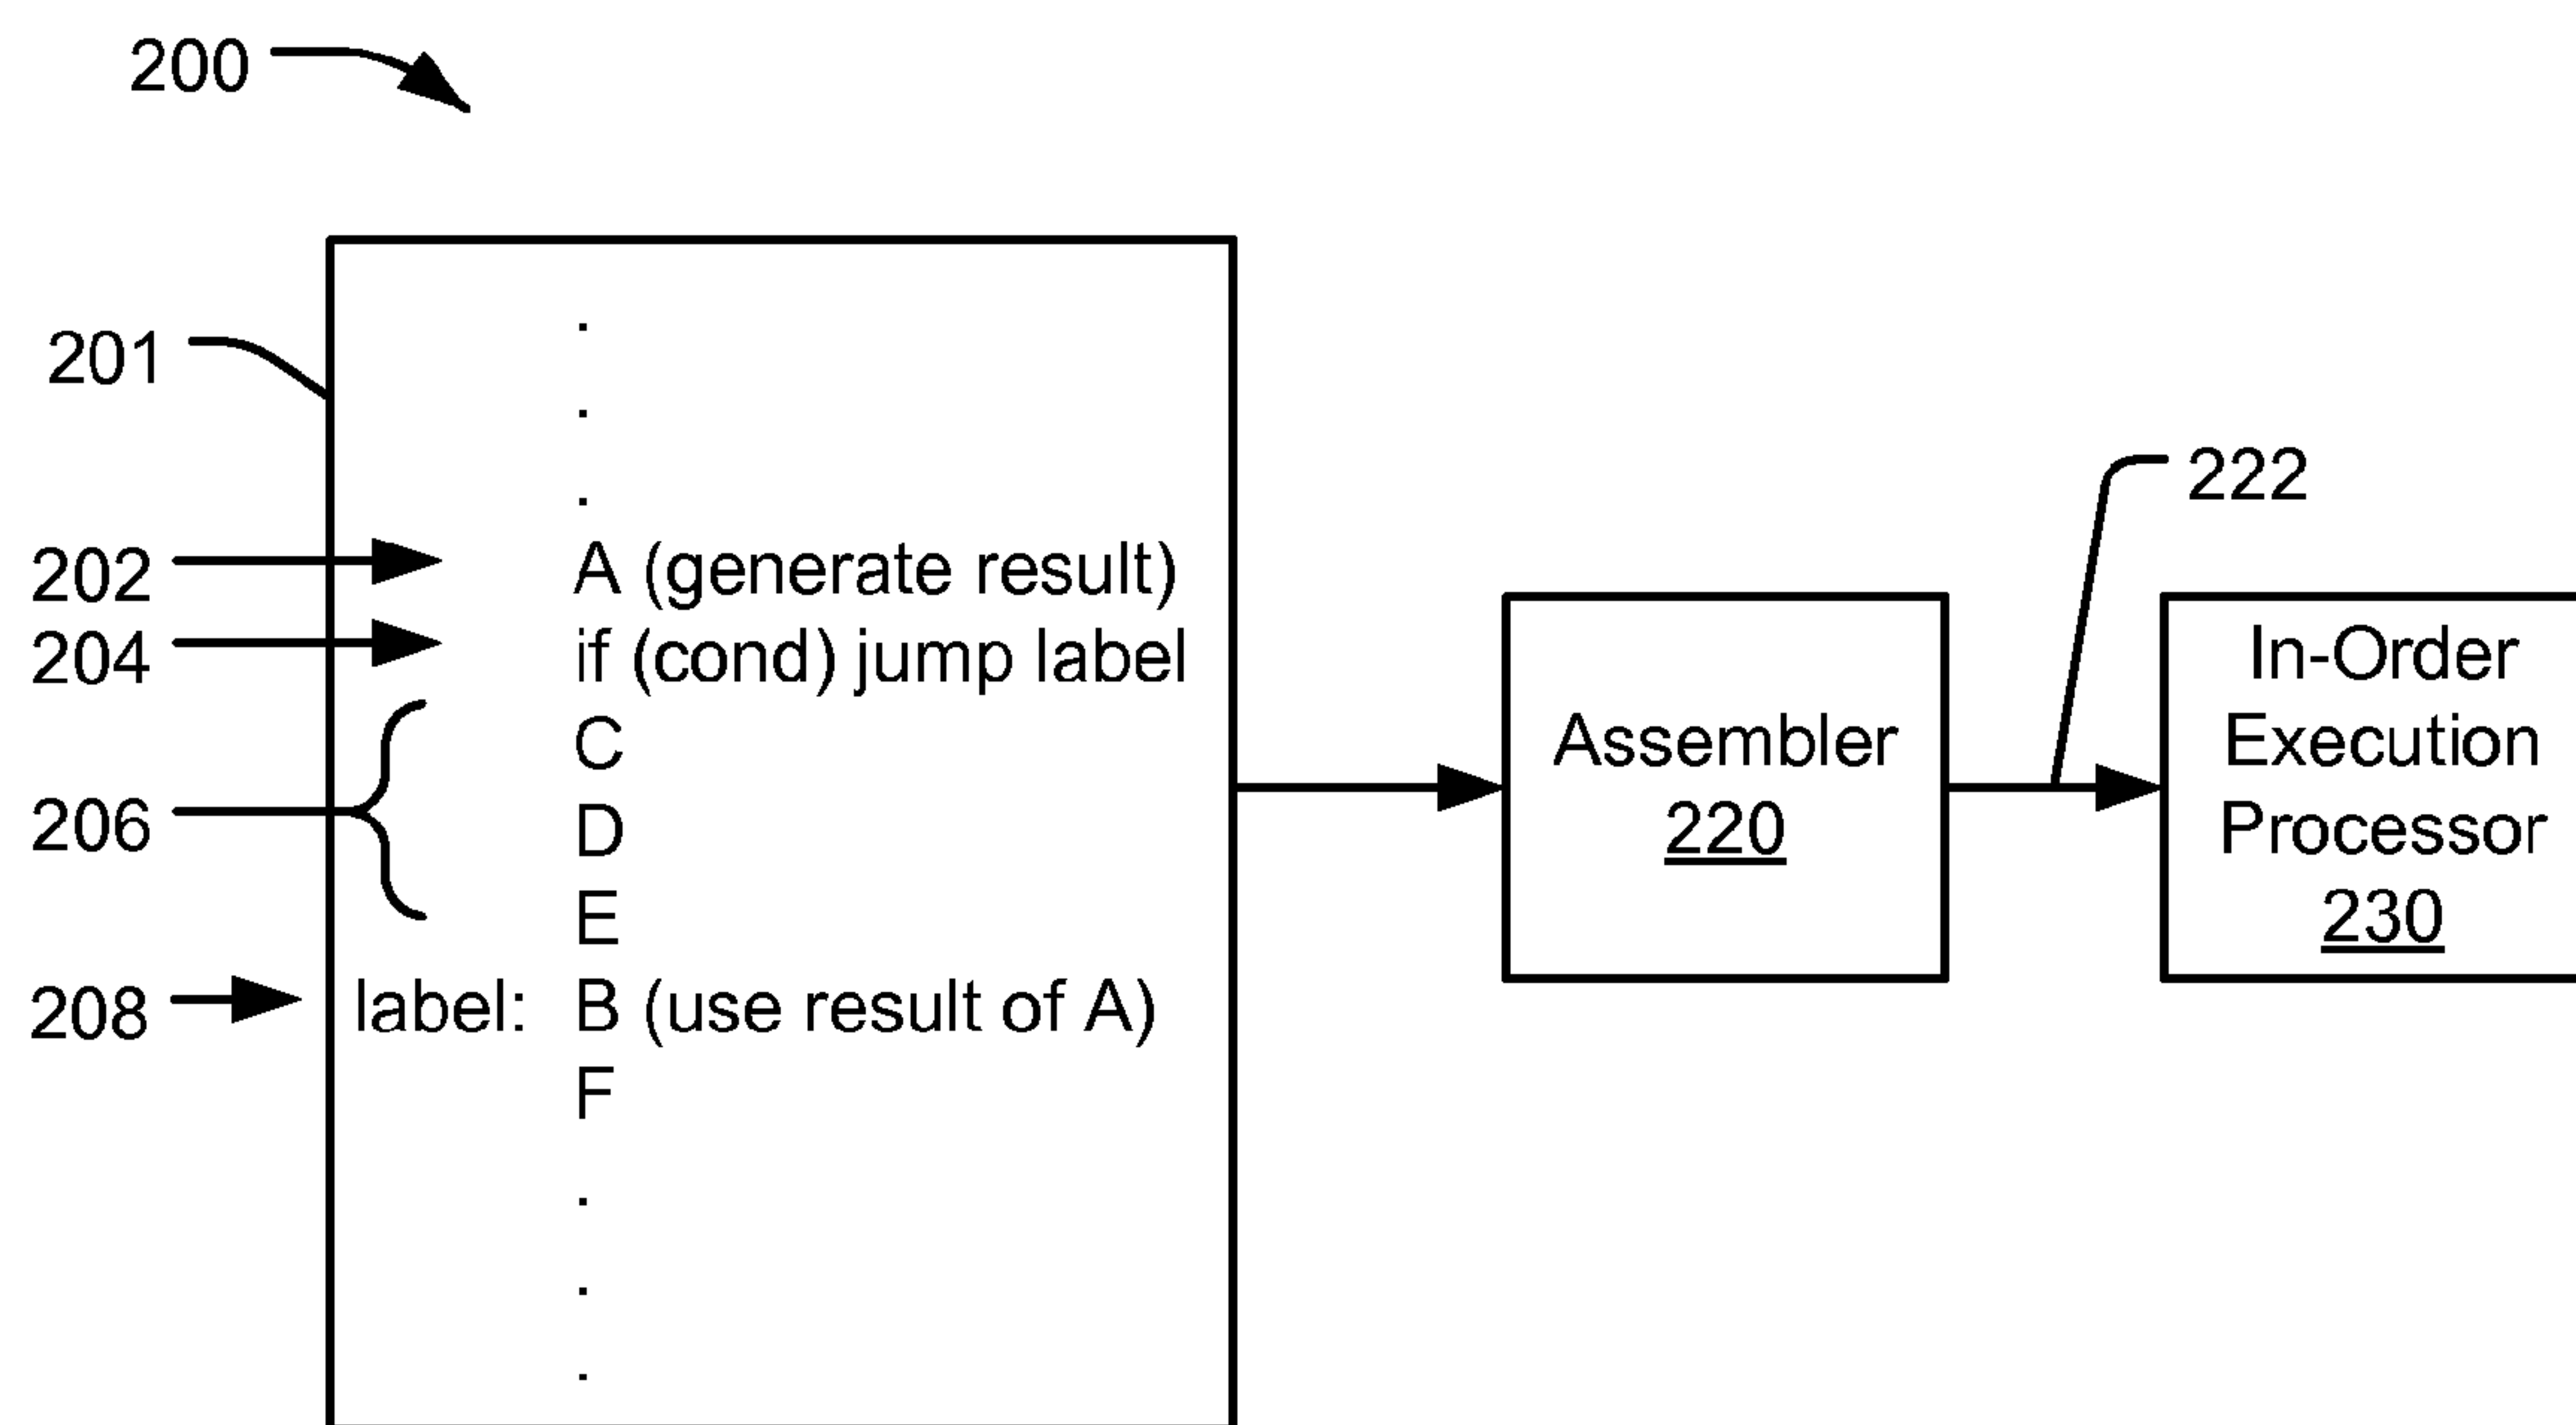 200
201
.
.
.
202 A (generate result)
204 if (cond) jump label
206
C
D
E
208 label: B (use result of A)
F
.
.
.
Assembler
220
222
In-Order
Execution
Processor
230